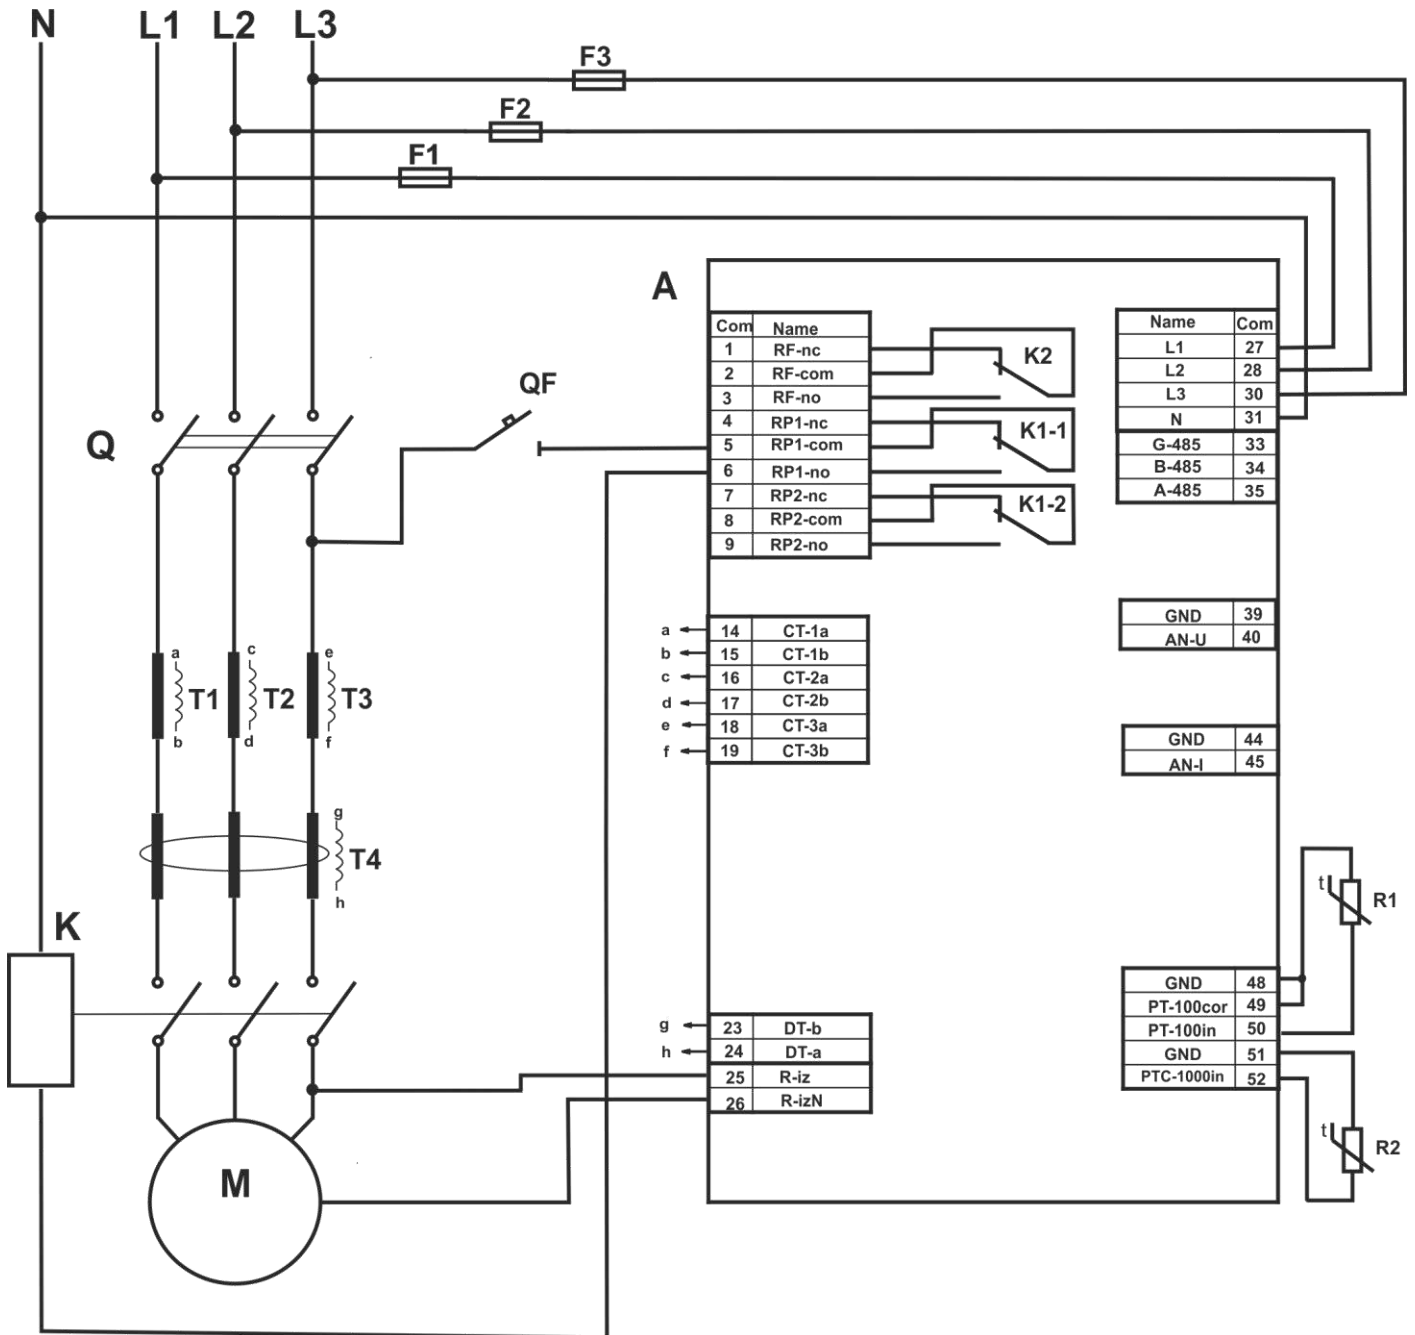 N L1 L2 L3
F3
F2
F1
A
Com Name
1 RF-nc
2 RF-com
3 RF-no
4 RP1-nc
5 RP1-com
6 RP1-no
7 RP2-nc
8 RP2-com
9 RP2-no
K2
K1-1
K1-2
Name Com
L1 27
L2 28
L3 30
N 31
G-485 33
B-485 34
A-485 35
QF
Q
GND 39
AN-U 40
a 14 CT-1a
b 15 CT-1b
c 16 CT-2a
d 17 CT-2b
e 18 CT-3a
f 19 CT-3b
a c e
T1 T2 T3
b d f
GND 44
AN-I 45
g
T4
h
t R1
K
GND 48
PT-100cor 49
PT-100in 50
GND 51
PTC-1000in 52
g 23 DT-b
h 24 DT-a
25 R-iz
26 R-izN
t R2
M